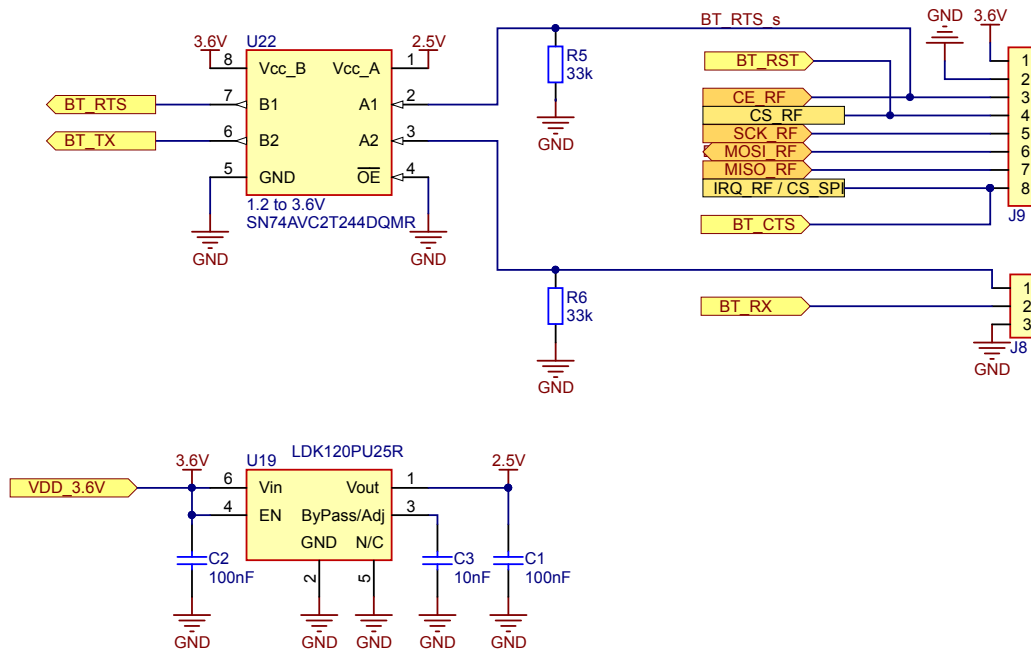 BT_RTS_s
GND
3.6V
3.6V
U22
2.5V
8
Vcc_B
Vcc_A
1
R5
33k
BT_RST
1
2
BT_RTS
7
B1
A1
2
CE_RF
3
CS_RF
4
BT_TX
6
B2
A2
3
SCK_RF
5
MOSI_RF
6
GND
MISO_RF
7
5
GND
OE
4
IRQ_RF / CS_SPI
8
1.2 to 3.6V
J9
SN74AVC2T244DQMR
BT_CTS
GND
GND
R6
33k
BT_RX
1
2
3
J8
GND
GND
LDK120PU25R
3.6V
U19
2.5V
VDD_3.6V
6
Vin
Vout
1
4
EN
ByPass/Adj
3
GND
N/C
C2
100nF
C3
10nF
C1
100nF
2
5
GND
GND
GND
GND
GND